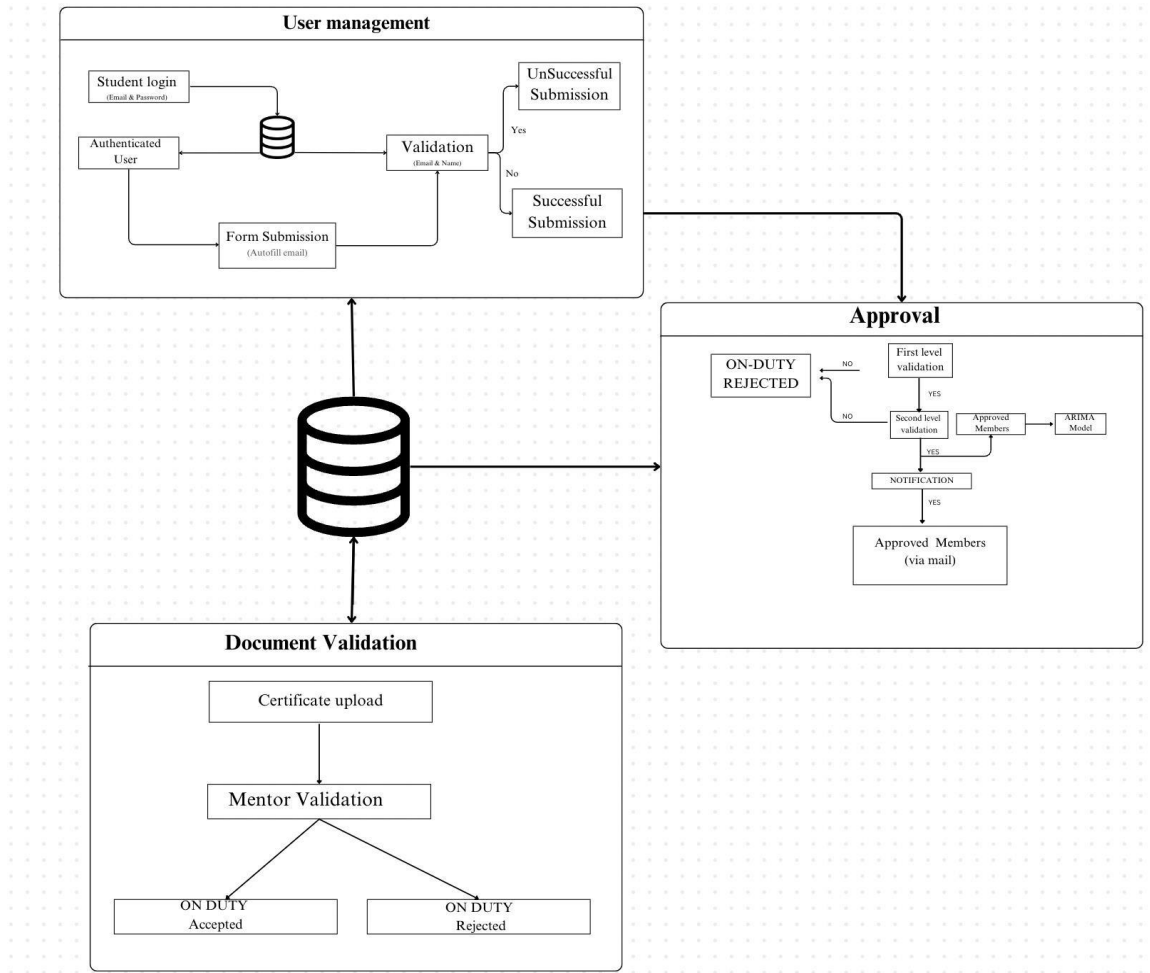 User management
Student login
(Email & Password)
UnSuccessful
Submission
Authenticated
User
Validation
(Email & Name)
Yes
No
Successful
Submission
Form Submission
(Autofill email)
Approval
First level
validation
ON-DUTY
REJECTED
NO
YES
NO
Second level
validation
Approved
Members
ARIMA
Model
YES
NOTIFICATION
YES
Approved Members
(via mail)
Document Validation
Certificate upload
Mentor Validation
ON DUTY
Accepted
ON DUTY
Rejected